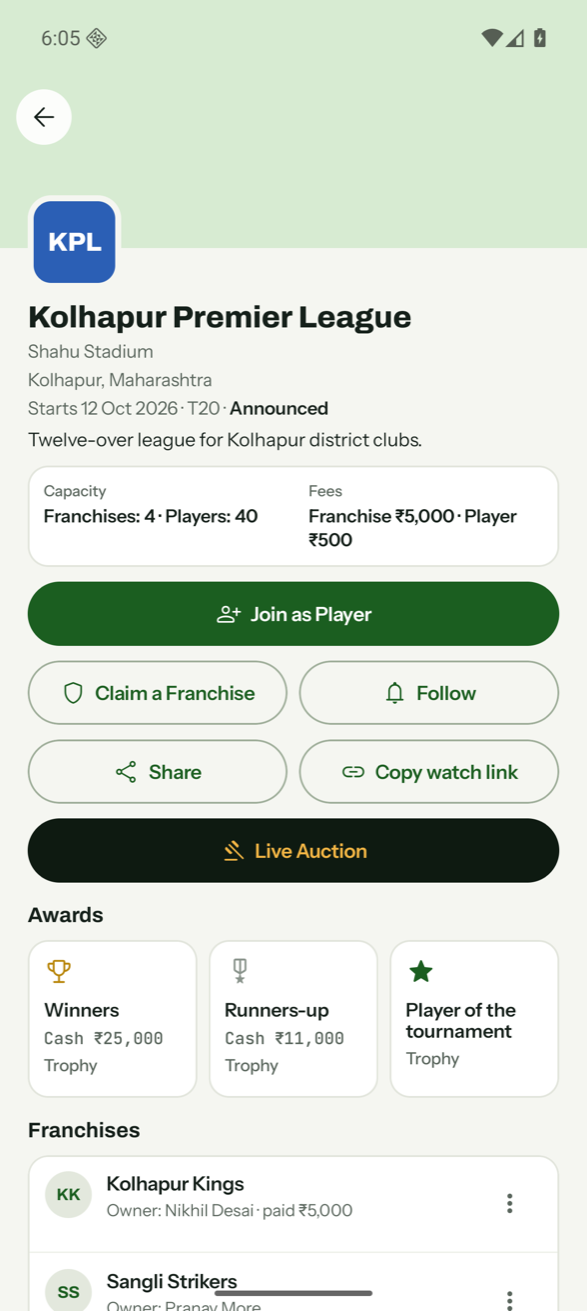 6:05
KPL
Kolhapur Premier League
Shahu Stadium
Kolhapur, Maharashtra
Starts 12 Oct 2026 · T20 · Announced
Twelve-over league for Kolhapur district clubs.
Capacity
Franchises: 4 · Players: 40
Fees
Franchise ₹5,000 · Player
₹500
Join as Player
Claim a Franchise
Follow
Share
Copy watch link
Live Auction
Awards
Winners
Cash ₹25,000
Trophy
Runners-up
Cash ₹11,000
Trophy
Player of the
tournament
Trophy
Franchises
KK
Kolhapur Kings
Owner: Nikhil Desai · paid ₹5,000
SS
Sangli Strikers
Owner: Pranav More